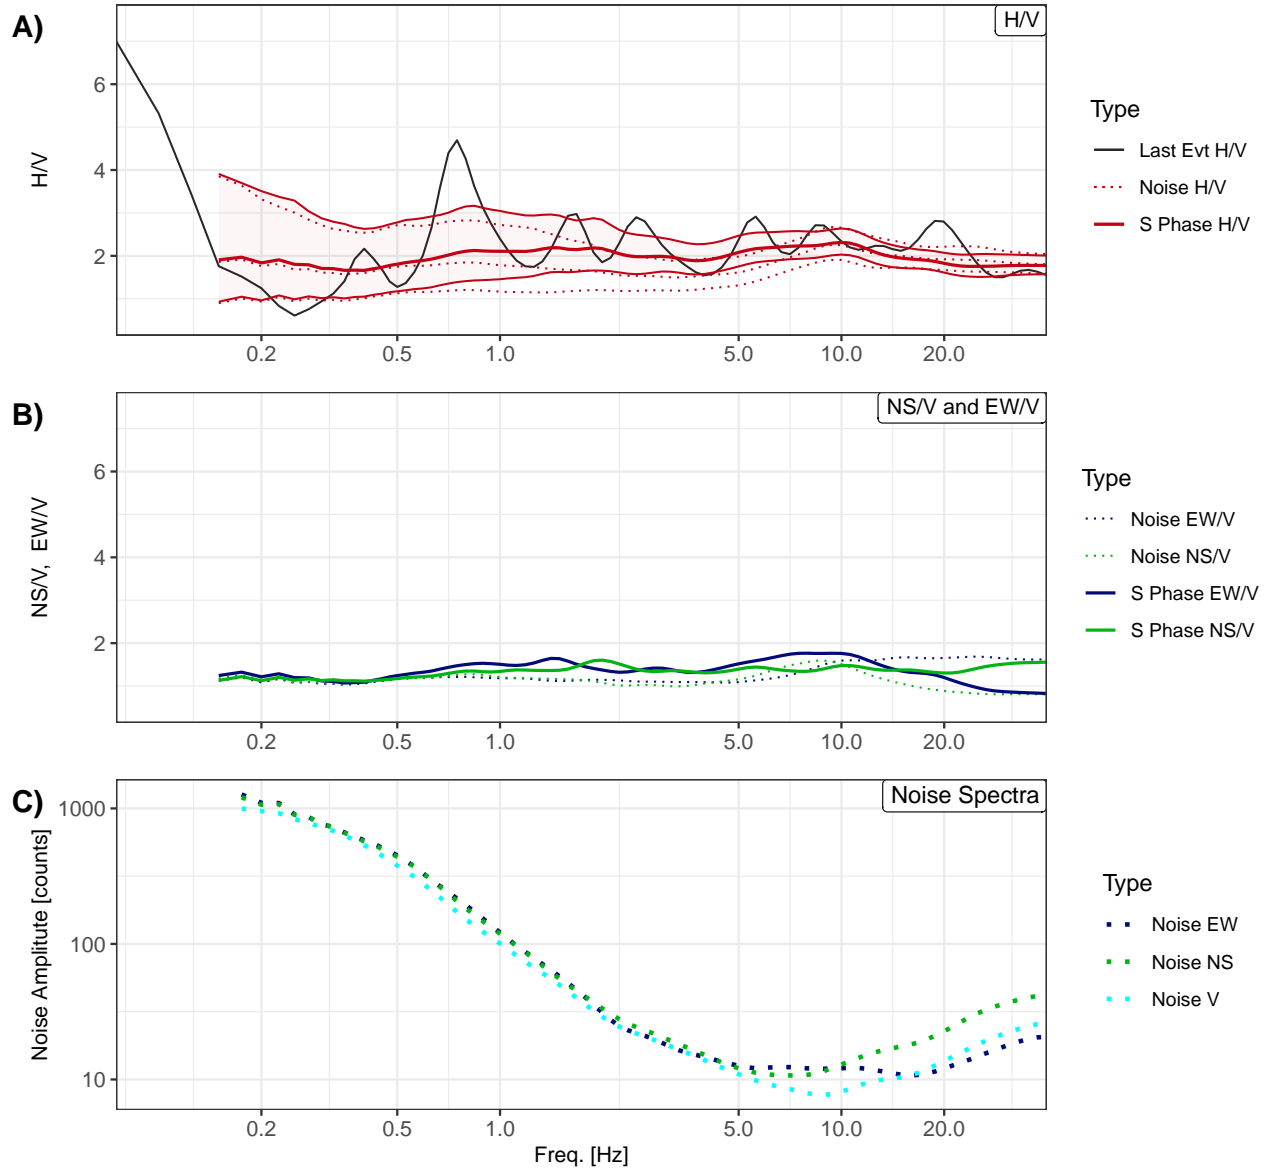 A)
H/V
6
4
2
H/V
0.2 0.5 1.0 5.0 10.0 20.0
Type
Last Evt H/V
Noise H/V
S Phase H/V
B)
NS/V and EW/V
6
4
2
NS/V,  EW/V
0.2 0.5 1.0 5.0 10.0 20.0
Type
Noise EW/V
Noise NS/V
S Phase EW/V
S Phase NS/V
C)
Noise Spectra
1000
100
10
Noise Amplitute [counts]
0.2 0.5 1.0 5.0 10.0 20.0
Freq. [Hz]
Type
Noise EW
Noise NS
Noise V